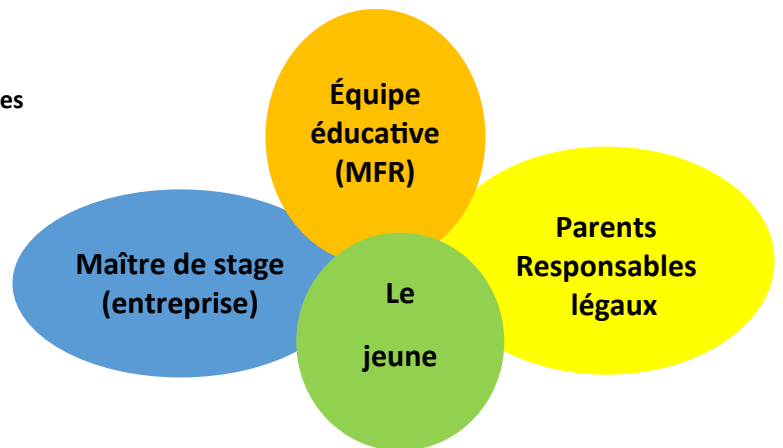 es
Équipe
éducative
(MFR)
Maître de stage
(entreprise)
Parents
Responsables
légaux
Le
jeune